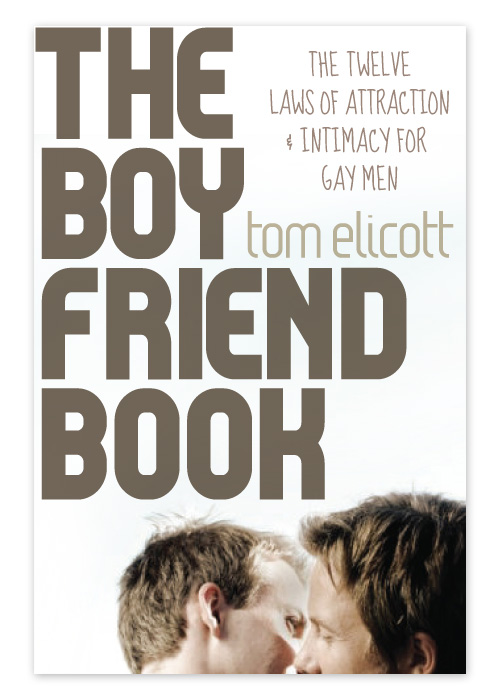 THE
BOY
FRIEND
BOOK
THE TWELVE
LAWS OF ATTRACTION
& INTIMACY FOR
GAY MEN
tom elicott